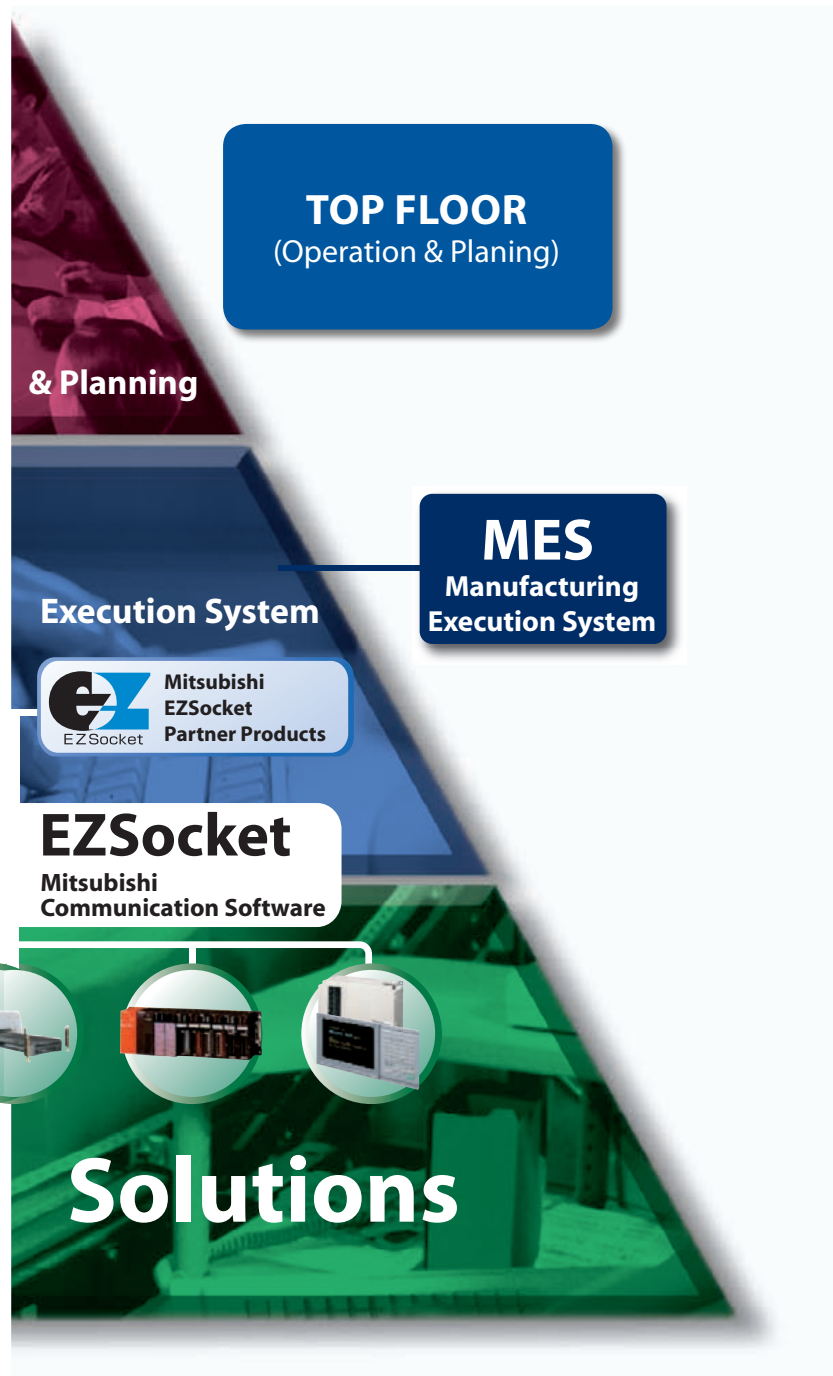 TOP FLOOR
(Operation & Planing)
& Planning
MES
Manufacturing
Execution System
Execution System
EZ
EZSocket
Mitsubishi
EZSocket
Partner Products
EZSocket
Mitsubishi
Communication Software
Solutions